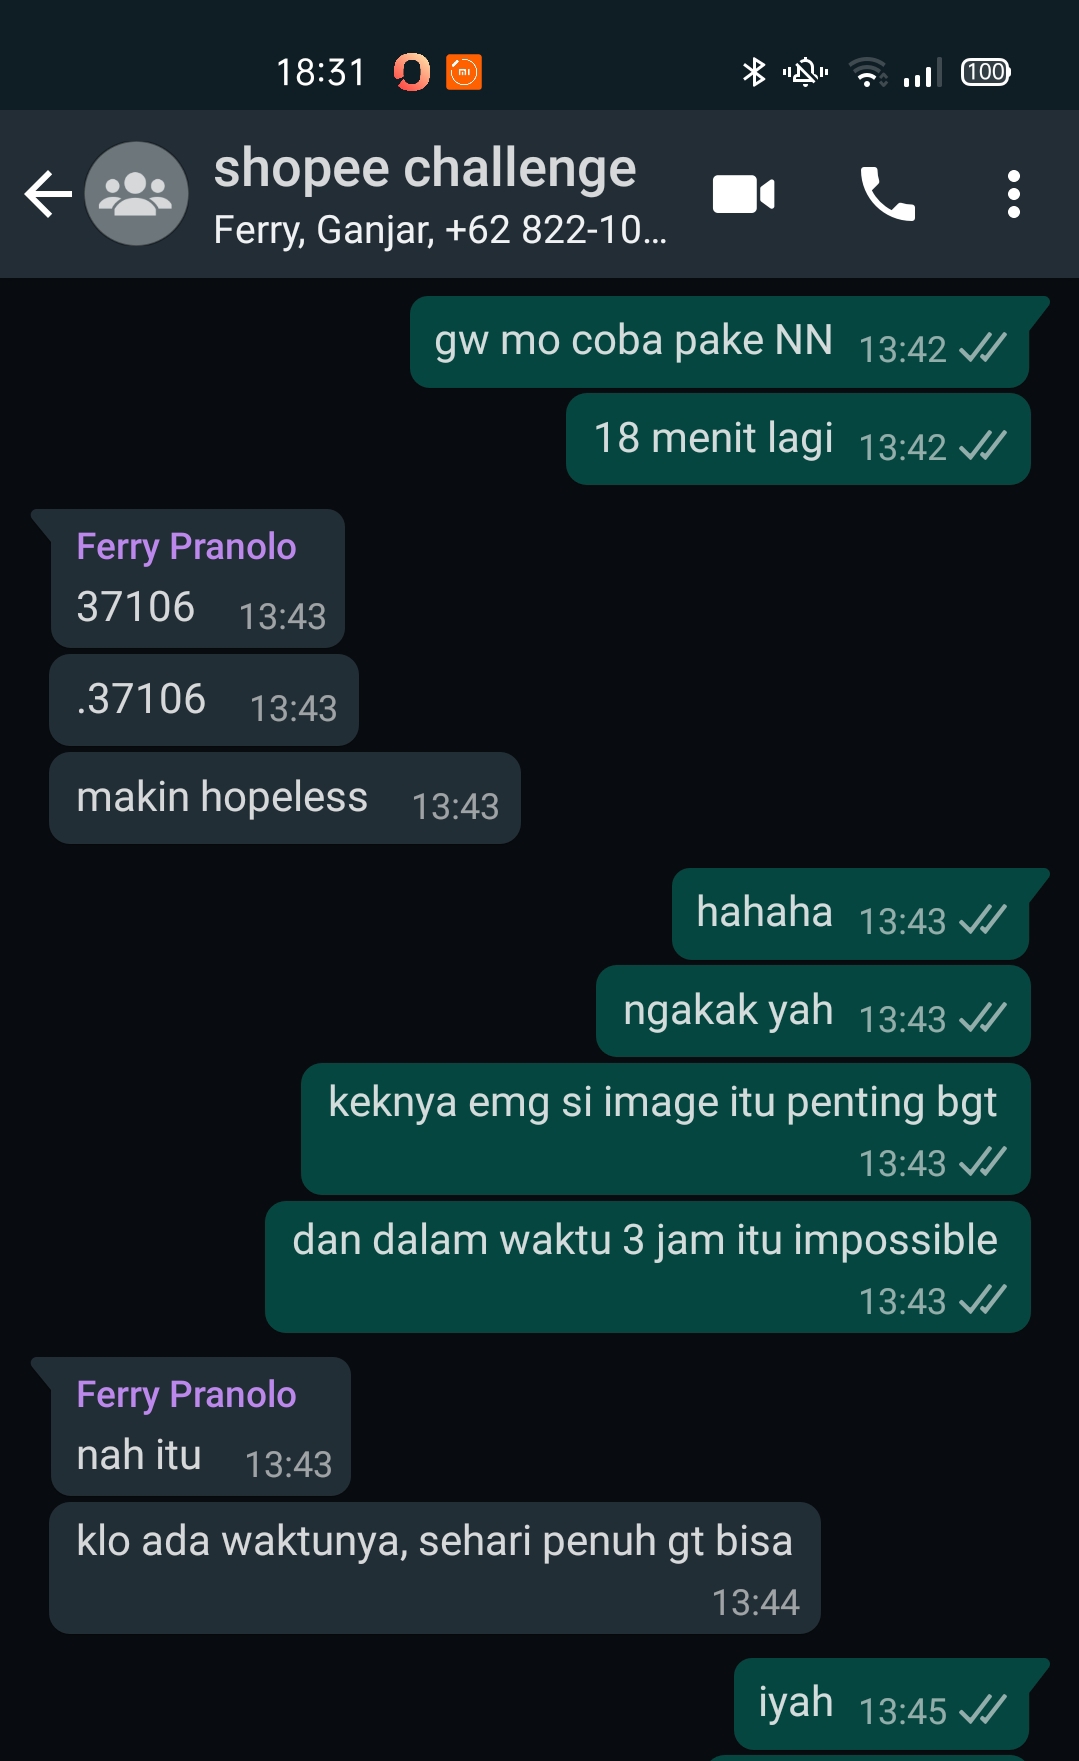 18:31
100
shopee challenge
Ferry, Ganjar, +62 822-10...
gw mo coba pake NN 13:42
18 menit lagi 13:42
Ferry Pranolo
37106 13:43
.37106 13:43
makin hopeless 13:43
hahaha 13:43
ngakak yah 13:43
keknya emg si image itu penting bgt
13:43
dan dalam waktu 3 jam itu impossible
13:43
Ferry Pranolo
nah itu 13:43
klo ada waktunya, sehari penuh gt bisa
13:44
iyah 13:45